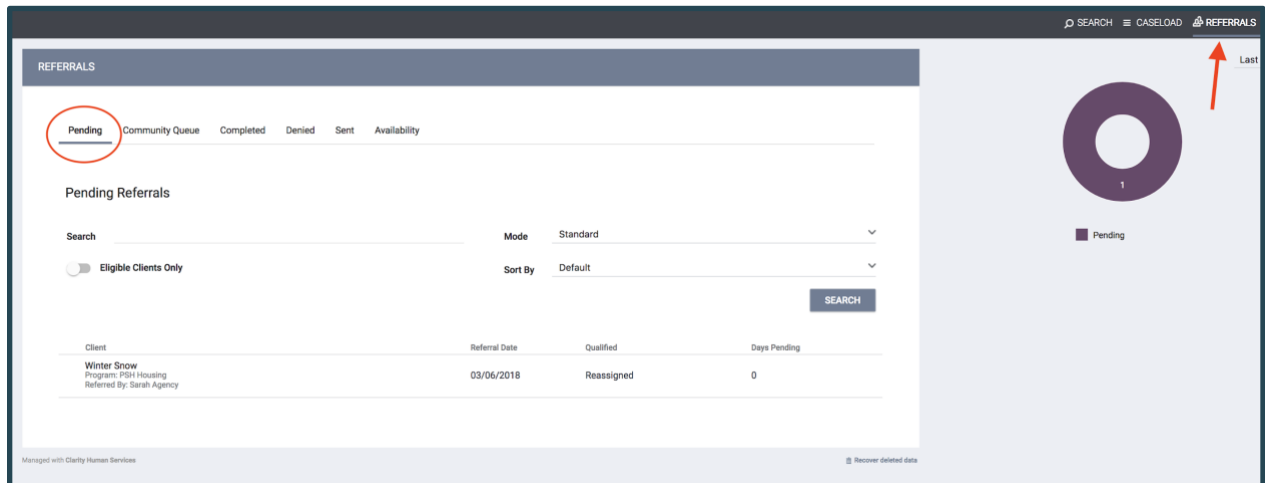 SEARCH CASELOAD REFERRALS
REFERRALS
Last
Pending Community Queue Completed Denied Sent Availability
Pending Referrals
Search Mode Standard
Eligible Clients Only Sort By Default
SEARCH
Client Referral Date Qualified Days Pending
Winter Snow
Program: PSH Housing
Referred By: Sarah Agency
03/06/2018 Reassigned 0
1
Pending
Managed with Clarity Human Services Recover deleted data